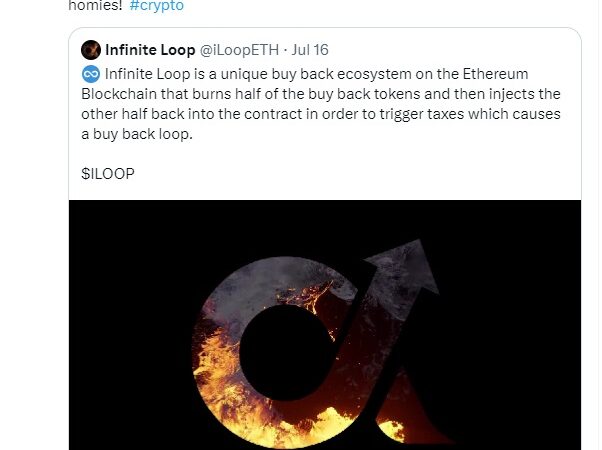 homies! #crypto
Infinite Loop @iLoopETH · Jul 16
♾️ Infinite Loop is a unique buy back ecosystem on the Ethereum
Blockchain that burns half of the buy back tokens and then injects the
other half back into the contract in order to trigger taxes which causes
a buy back loop.
$ILOOP